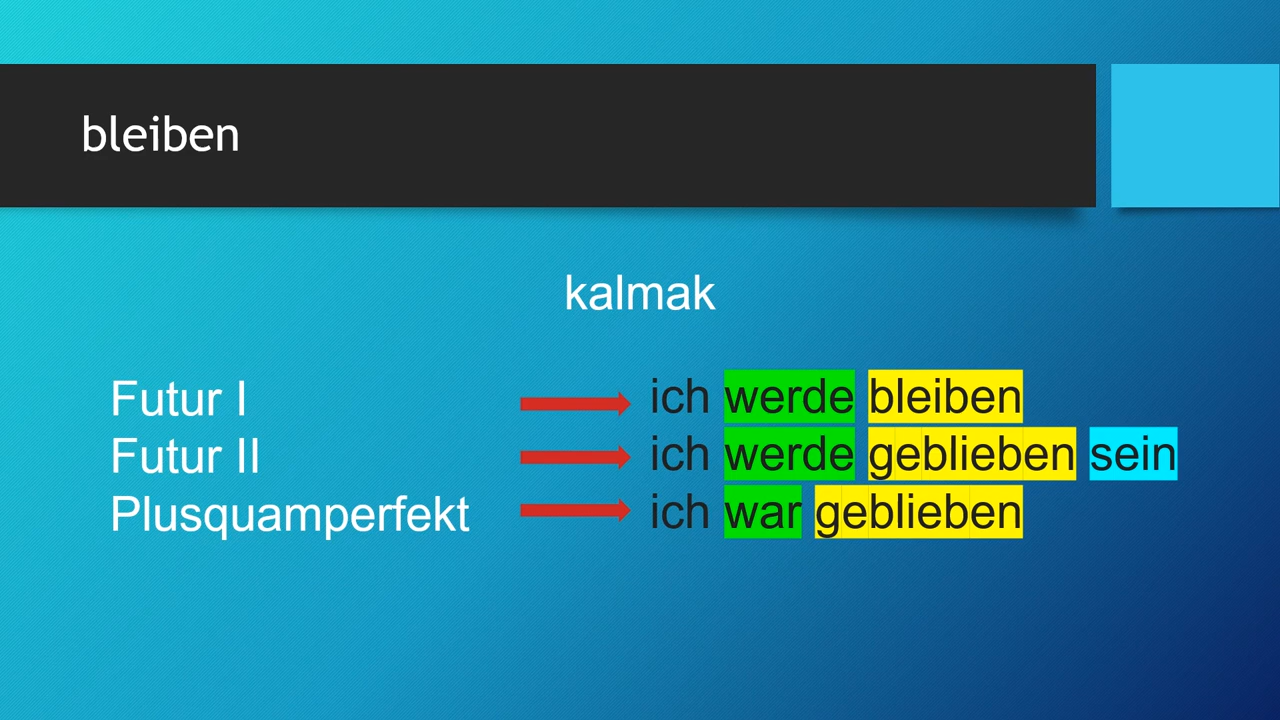 bleiben
kalmak
Futur I ich werde bleiben
Futur II ich werde geblieben sein
Plusquamperfekt ich war geblieben